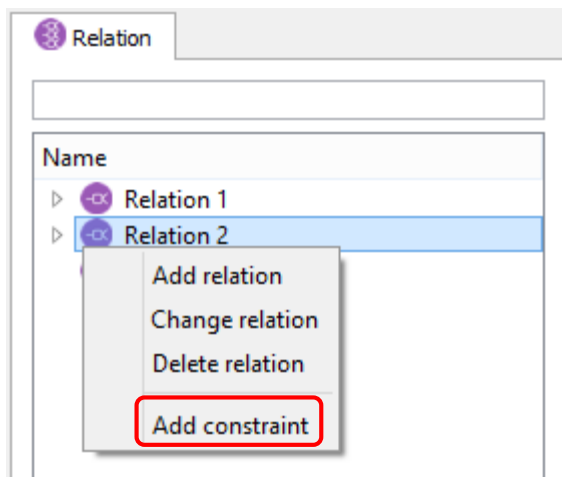 Relation
Name
Relation 1
Relation 2
Add relation
Change relation
Delete relation
Add constraint